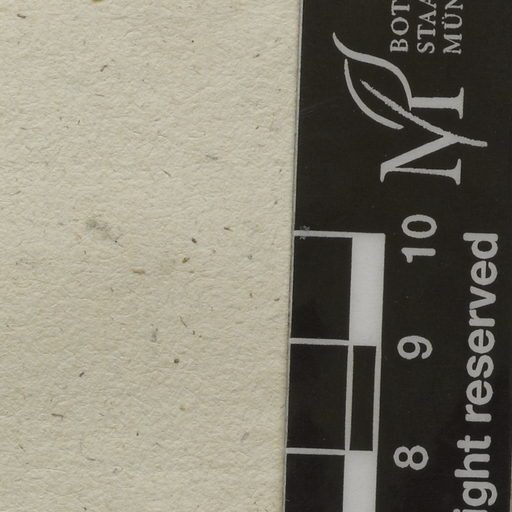 BOT
STAA
MÜN
M
10
9
8
ight reserved